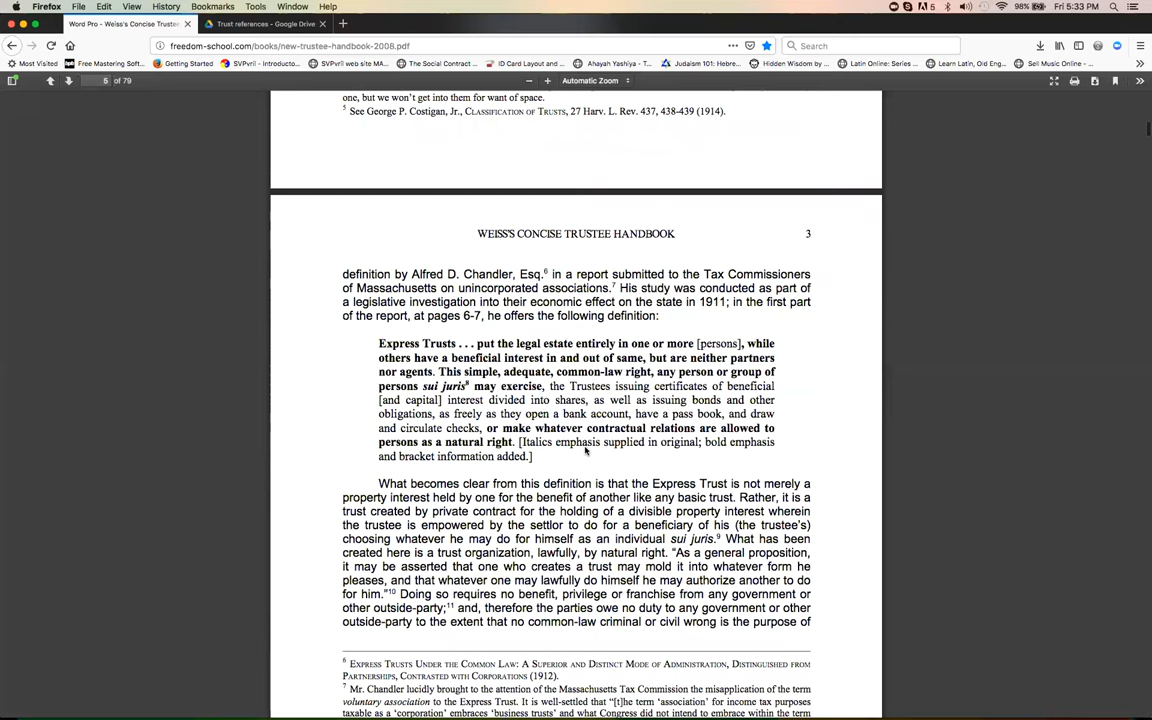 Firefox File Edit View History Bookmarks Tools Window Help
5 98% Fri 5:33 PM
Word Pro - Weiss's Concise Trustee
Trust references - Google Drive
freedom-school.com/books/new-trustee-handbook-2008.pdf
Search
Most Visited Free Mastering Soft... Getting Started SVPvril - Introducto... SVPvril web site MA... The Social Contract ... ID Card Layout and ... Ahayah Yashiya - T... Judaism 101: Hebre... Hidden Wisdom by ... Latin Online: Series ... Learn Latin, Old Eng... Sell Music Online - ...
5 of 79
Automatic Zoom
one, but we won't get into them for want of space.
5 See George P. Costigan, Jr., CLASSIFICATION OF TRUSTS, 27 Harv. L. Rev. 437, 438-439 (1914).
WEISS'S CONCISE TRUSTEE HANDBOOK 3
definition by Alfred D. Chandler, Esq.6 in a report submitted to the Tax Commissioners
of Massachusetts on unincorporated associations.7 His study was conducted as part of
a legislative investigation into their economic effect on the state in 1911; in the first part
of the report, at pages 6-7, he offers the following definition:
Express Trusts . . . put the legal estate entirely in one or more [persons], while
others have a beneficial interest in and out of same, but are neither partners
nor agents. This simple, adequate, common-law right, any person or group of
persons sui juris8 may exercise, the Trustees issuing certificates of beneficial
[and capital] interest divided into shares, as well as issuing bonds and other
obligations, as freely as they open a bank account, have a pass book, and draw
and circulate checks, or make whatever contractual relations are allowed to
persons as a natural right. [Italics emphasis supplied in original; bold emphasis
and bracket information added.]
What becomes clear from this definition is that the Express Trust is not merely a
property interest held by one for the benefit of another like any basic trust. Rather, it is a
trust created by private contract for the holding of a divisible property interest wherein
the trustee is empowered by the settlor to do for a beneficiary of his (the trustee's)
choosing whatever he may do for himself as an individual sui juris.9 What has been
created here is a trust organization, lawfully, by natural right. "As a general proposition,
it may be asserted that one who creates a trust may mold it into whatever form he
pleases, and that whatever one may lawfully do himself he may authorize another to do
for him."10 Doing so requires no benefit, privilege or franchise from any government or
other outside-party;11 and, therefore the parties owe no duty to any government or other
outside-party to the extent that no common-law criminal or civil wrong is the purpose of
6 EXPRESS TRUSTS UNDER THE COMMON LAW: A SUPERIOR AND DISTINCT MODE OF ADMINISTRATION, DISTINGUISHED FROM
PARTNERSHIPS, CONTRASTED WITH CORPORATIONS (1912).
7 Mr. Chandler lucidly brought to the attention of the Massachusetts Tax Commission the misapplication of the term
voluntary association to the Express Trust. It is well-settled that "[t]he term 'association' for income tax purposes
taxable as a 'corporation' embraces 'business trusts' and what Congress did not intend to embrace within the term